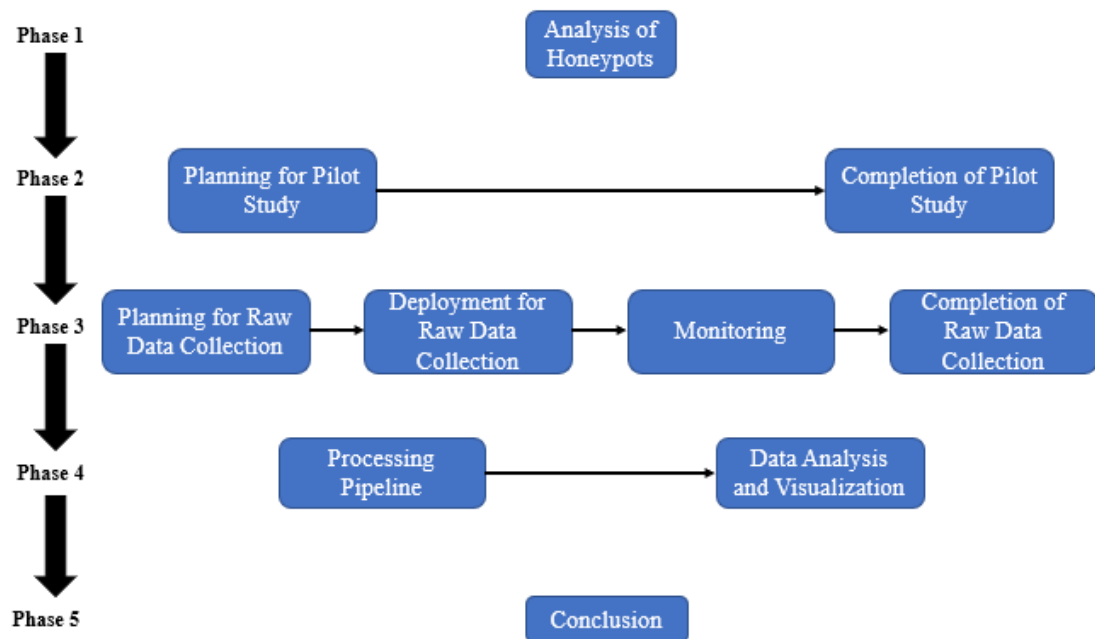 Phase 1
Analysis of
Honeypots
Phase 2
Planning for Pilot
Study
Completion of Pilot
Study
Phase 3
Planning for Raw
Data Collection
Deployment for
Raw Data
Collection
Monitoring
Completion of
Raw Data
Collection
Phase 4
Processing
Pipeline
Data Analysis
and Visualization
Phase 5
Conclusion